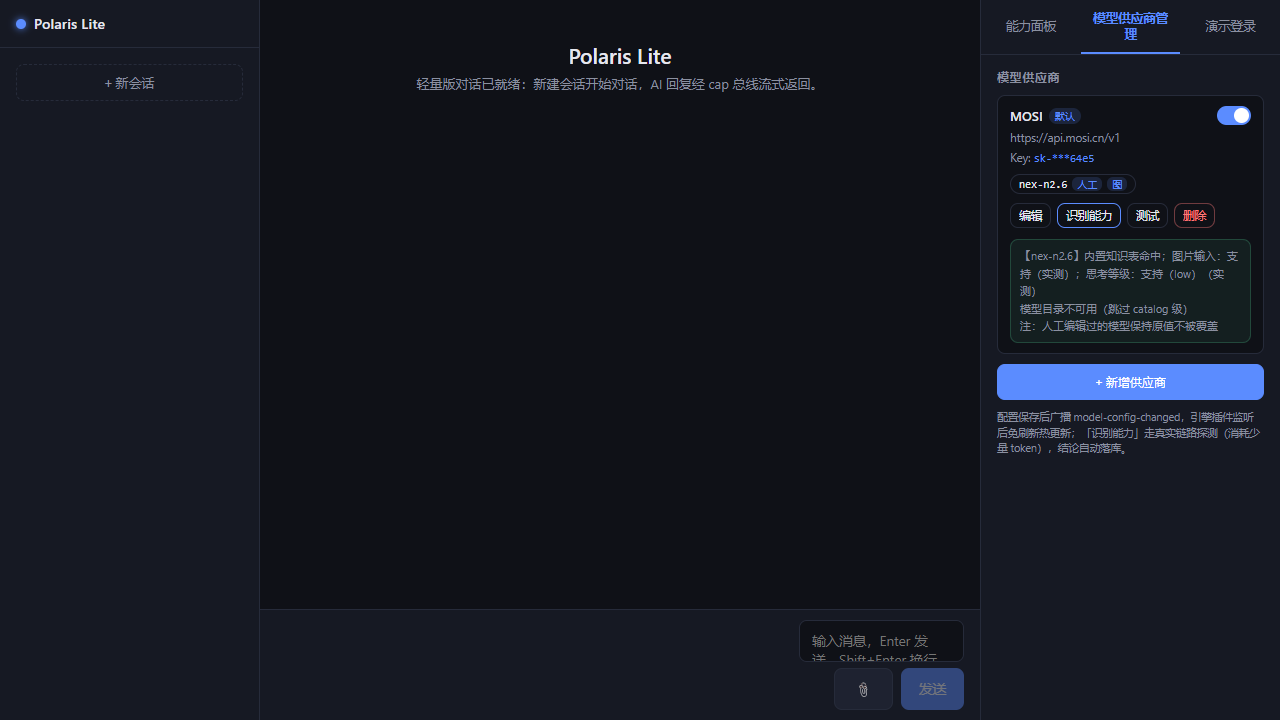 Polaris Lite
+ 新会话
Polaris Lite
轻量版对话已就绪：新建会话开始对话，AI 回复经 cap 总线流式返回。
输入消息，Enter 发
送，Shift+Enter 换行
发送
能力面板
模型供应商管
理
演示登录
模型供应商
MOSI 默认
https://api.mosi.cn/v1
Key: sk-***64e5
nex-n2.6 人工 图
编辑 识别能力 测试 删除
【nex-n2.6】内置知识表命中；图片输入：支
持（实测）；思考等级：支持（low）（实
测）
模型目录不可用（跳过 catalog 级）
注：人工编辑过的模型保持原值不被覆盖
+ 新增供应商
配置保存后广播 model-config-changed，引擎插件监听
后免刷新热更新；「识别能力」走真实链路探测（消耗少
量 token），结论自动落库。